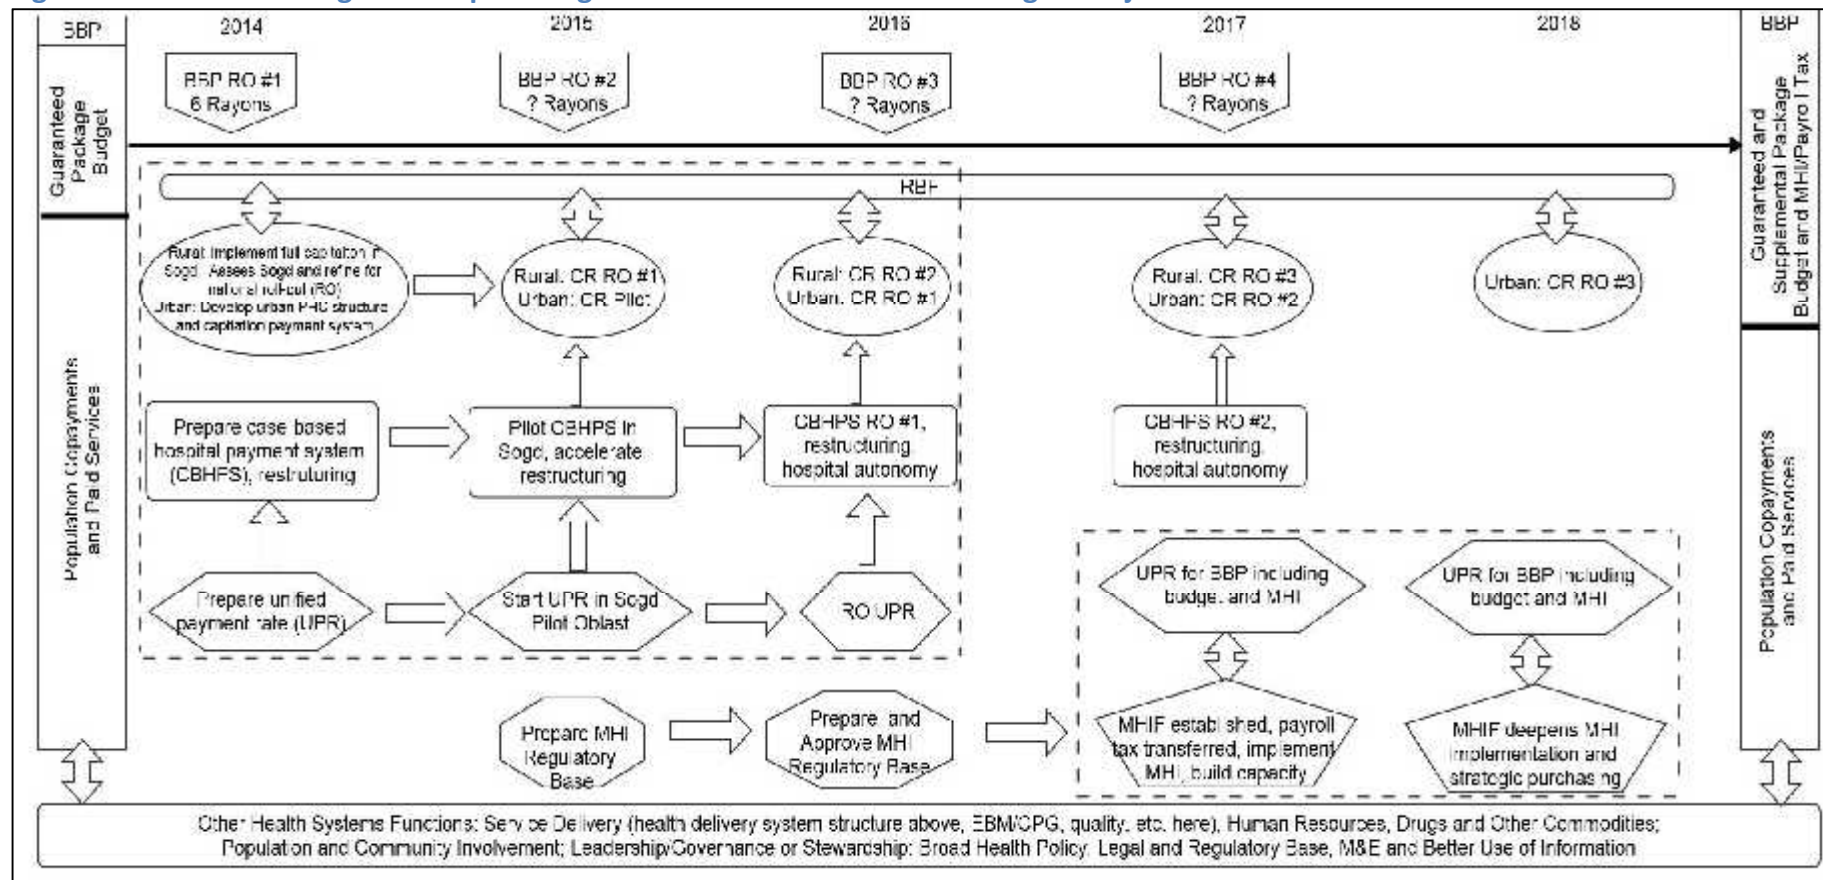 BBP 2014 2015 2016 2017 2018 BBP
BBP RO #1
6 Rayons
BBP RO #2
? Rayons
BBP RO #3
? Rayons
BBP RO #4
? Rayons
Guaranteed
Package
Budget
Guaranteed and
Supplemental Package
Budget and MHI/Payroll Tax
RBF
Rural: Implement full capitation in
Sogd. Assess Sogd and refine for
national roll-out (RO)
Urban: Develop urban PHC structure
and capitation payment system
Rural: CR RO #1
Urban: CR Pilot
Rural: CR RO #2
Urban: CR RO #1
Rural: CR RO #3
Urban: CR RO #2
Urban: CR RO #3
Population Copayments
and Paid Services
Population Copayments
and Paid Services
Prepare case based
hospital payment system
(CBHFS), restruturing
Pilot CBHPS in
Sogd, accelerate
restructuring
CBHPS RO #1,
restructuring,
hospital autonomy
CBHFS RO #2,
restructuring,
hospital autonomy
Prepare unified
payment rate (UPR)
Start UPR in Sogd
Pilot Oblast
RO UPR
UPR for BBP including
budget and MHI
UPR for BBP including
budget and MHI
Prepare MHI
Regulatory
Base
Prepare and
Approve MHI
Regulatory Base
MHIF established, payroll
tax transferred, implement
MHI, build capacity
MHIF deepens MHI
implementation and
strategic purchasing
Other Health Systems Functions: Service Delivery (health delivery system structure above, EBM/CPG, quality, etc. here), Human Resources, Drugs and Other Commodities;
Population and Community Involvement; Leadership/Governance or Stewardship: Broad Health Policy, Legal and Regulatory Base, M&E and Better Use of Information